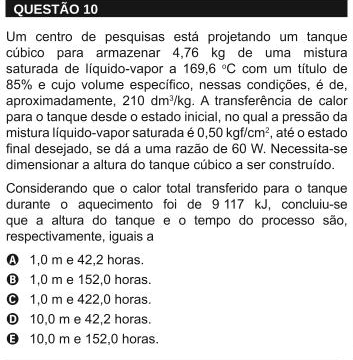 QUESTÃO 10
Um centro de pesquisas está projetando um tanque
cúbico para armazenar 4,76 kg de uma mistura
saturada de líquido-vapor a 169,6 °C com um título de
85% e cujo volume específico, nessas condições, é de,
aproximadamente, 210 dm³/kg. A transferência de calor
para o tanque desde o estado inicial, no qual a pressão da
mistura líquido-vapor saturada é 0,50 kgf/cm², até o estado
final desejado, se dá a uma razão de 60 W. Necessita-se
dimensionar a altura do tanque cúbico a ser construído.
Considerando que o calor total transferido para o tanque
durante o aquecimento foi de 9 117 kJ, concluiu-se
que a altura do tanque e o tempo do processo são,
respectivamente, iguais a
A 1,0 m e 42,2 horas.
B 1,0 m e 152,0 horas.
C 1,0 m e 422,0 horas.
D 10,0 m e 42,2 horas.
E 10,0 m e 152,0 horas.